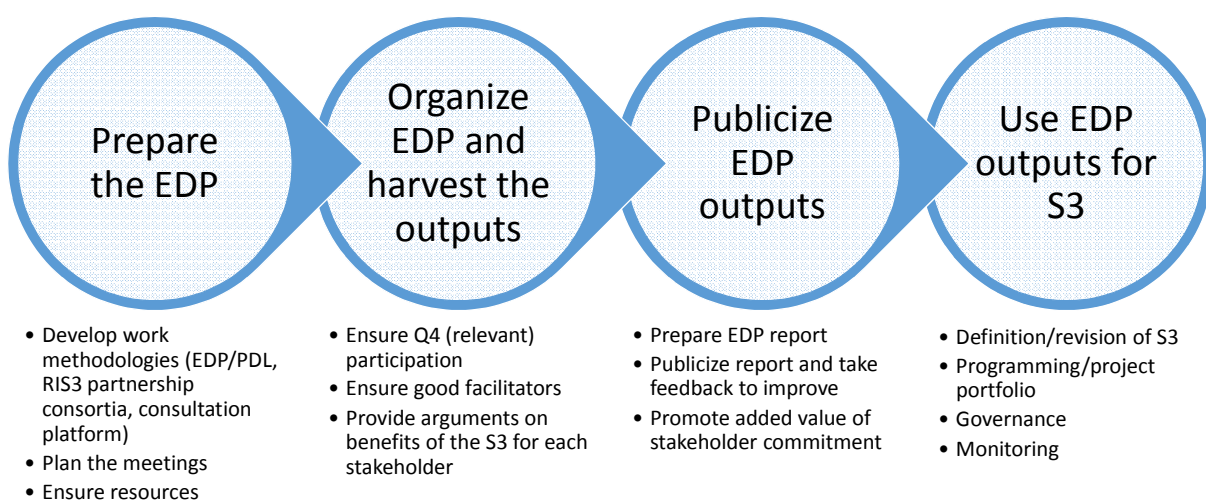 Prepare
the EDP
Organize
EDP and
harvest the
outputs
Publicize
EDP
outputs
Use EDP
outputs for
S3
• Develop work
methodologies (EDP/PDL,
RIS3 partnership
consortia, consultation
platform)
• Plan the meetings
• Ensure resources
• Ensure Q4 (relevant)
participation
• Ensure good facilitators
• Provide arguments on
benefits of the S3 for each
stakeholder
• Prepare EDP report
• Publicize report and take
feedback to improve
• Promote added value of
stakeholder commitment
• Definition/revision of S3
• Programming/project
portfolio
• Governance
• Monitoring